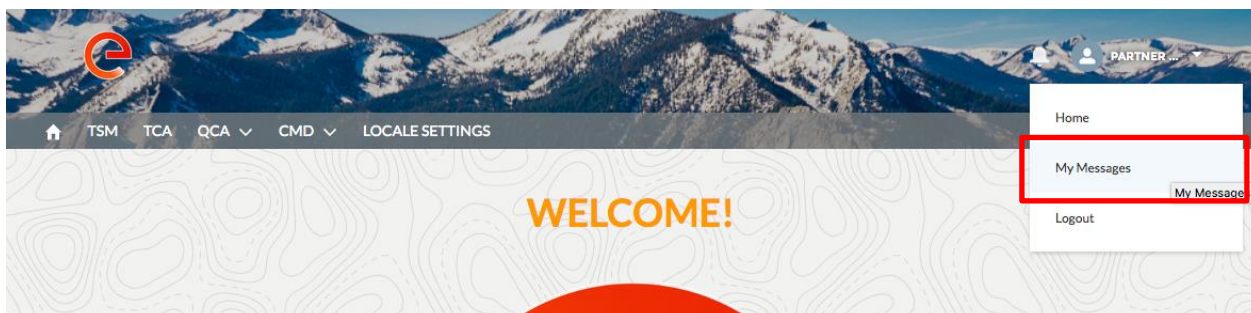 e
PARTNER ...
Home
TSM TCA QCA CMD LOCALE SETTINGS
My Messages
My Message
WELCOME!
Logout